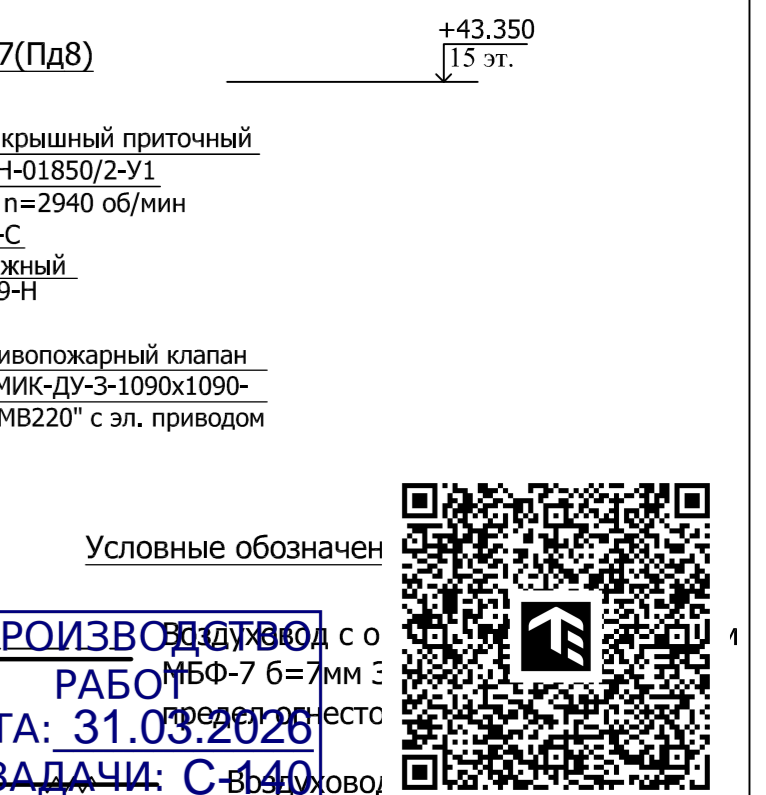 +43.350
7(Пд8)
15 эт.
крышный приточный
Н-01850/2-У1
n=2940 об/мин
-С
жный
9-Н
ивопожарный клапан
МИК-ДУ-3-1090х1090-
МВ220" с эл. приводом
Условные обозначен
РОИЗВОДСТВО
Воздуховод с о
РАБОТ
МБФ-7 б=7мм
ТА: 31.03.2026
предел огнесто
ЗАДАЧИ: С-140
Воздуховод